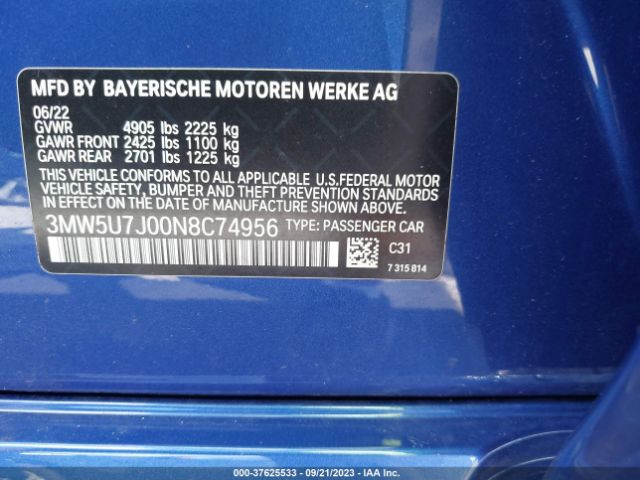 MFD BY BAYERISCHE MOTOREN WERKE AG
06/22
GVWR 4905 lbs 2225 kg
GAWR FRONT 2425 lbs 1100 kg
GAWR REAR 2701 lbs 1225 kg
THIS VEHICLE CONFORMS TO ALL APPLICABLE U.S.FEDERAL MOTOR
VEHICLE SAFETY, BUMPER AND THEFT PREVENTION STANDARDS
IN EFFECT ON THE DATE OF MANUFACTURE SHOWN ABOVE.
3MW5U7J00N8C74956 TYPE: PASSENGER CAR
C31
7 315 814
000-37625533 - 09/21/2023 - IAA Inc.